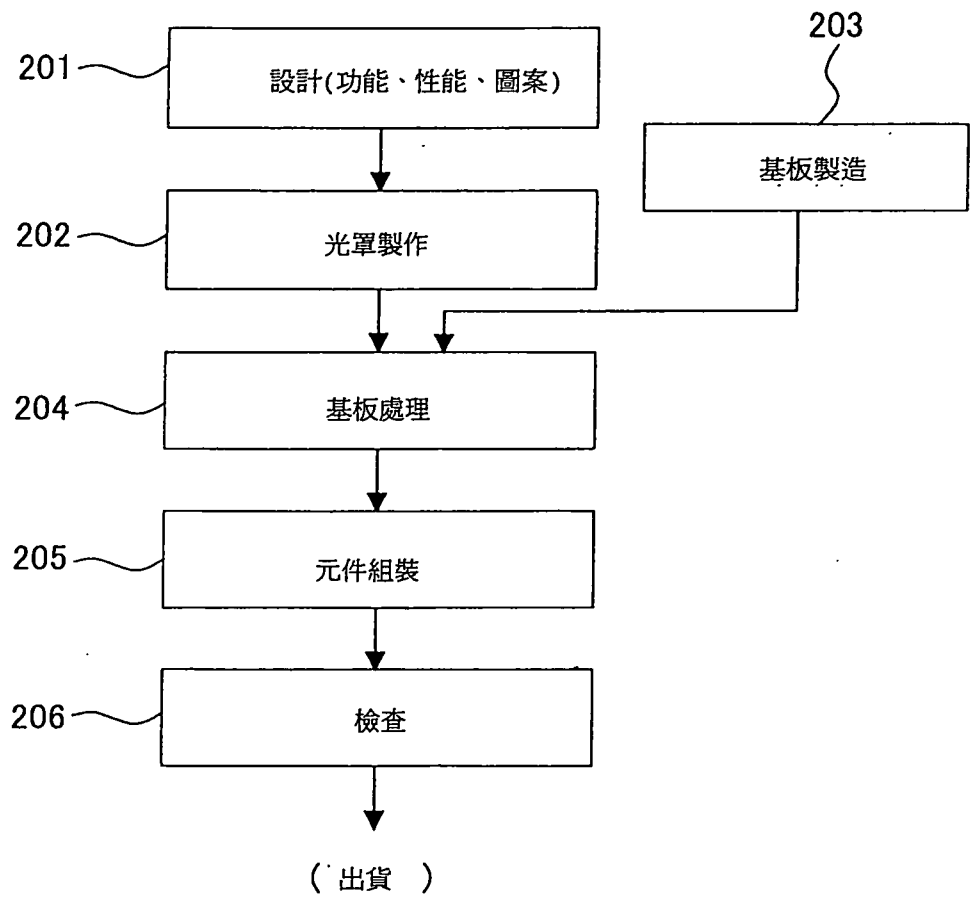 203
201
設計(功能、性能、圖案)
基板製造
202
光罩製作
204
基板處理
205
元件組裝
206
檢查
( 出貨 )